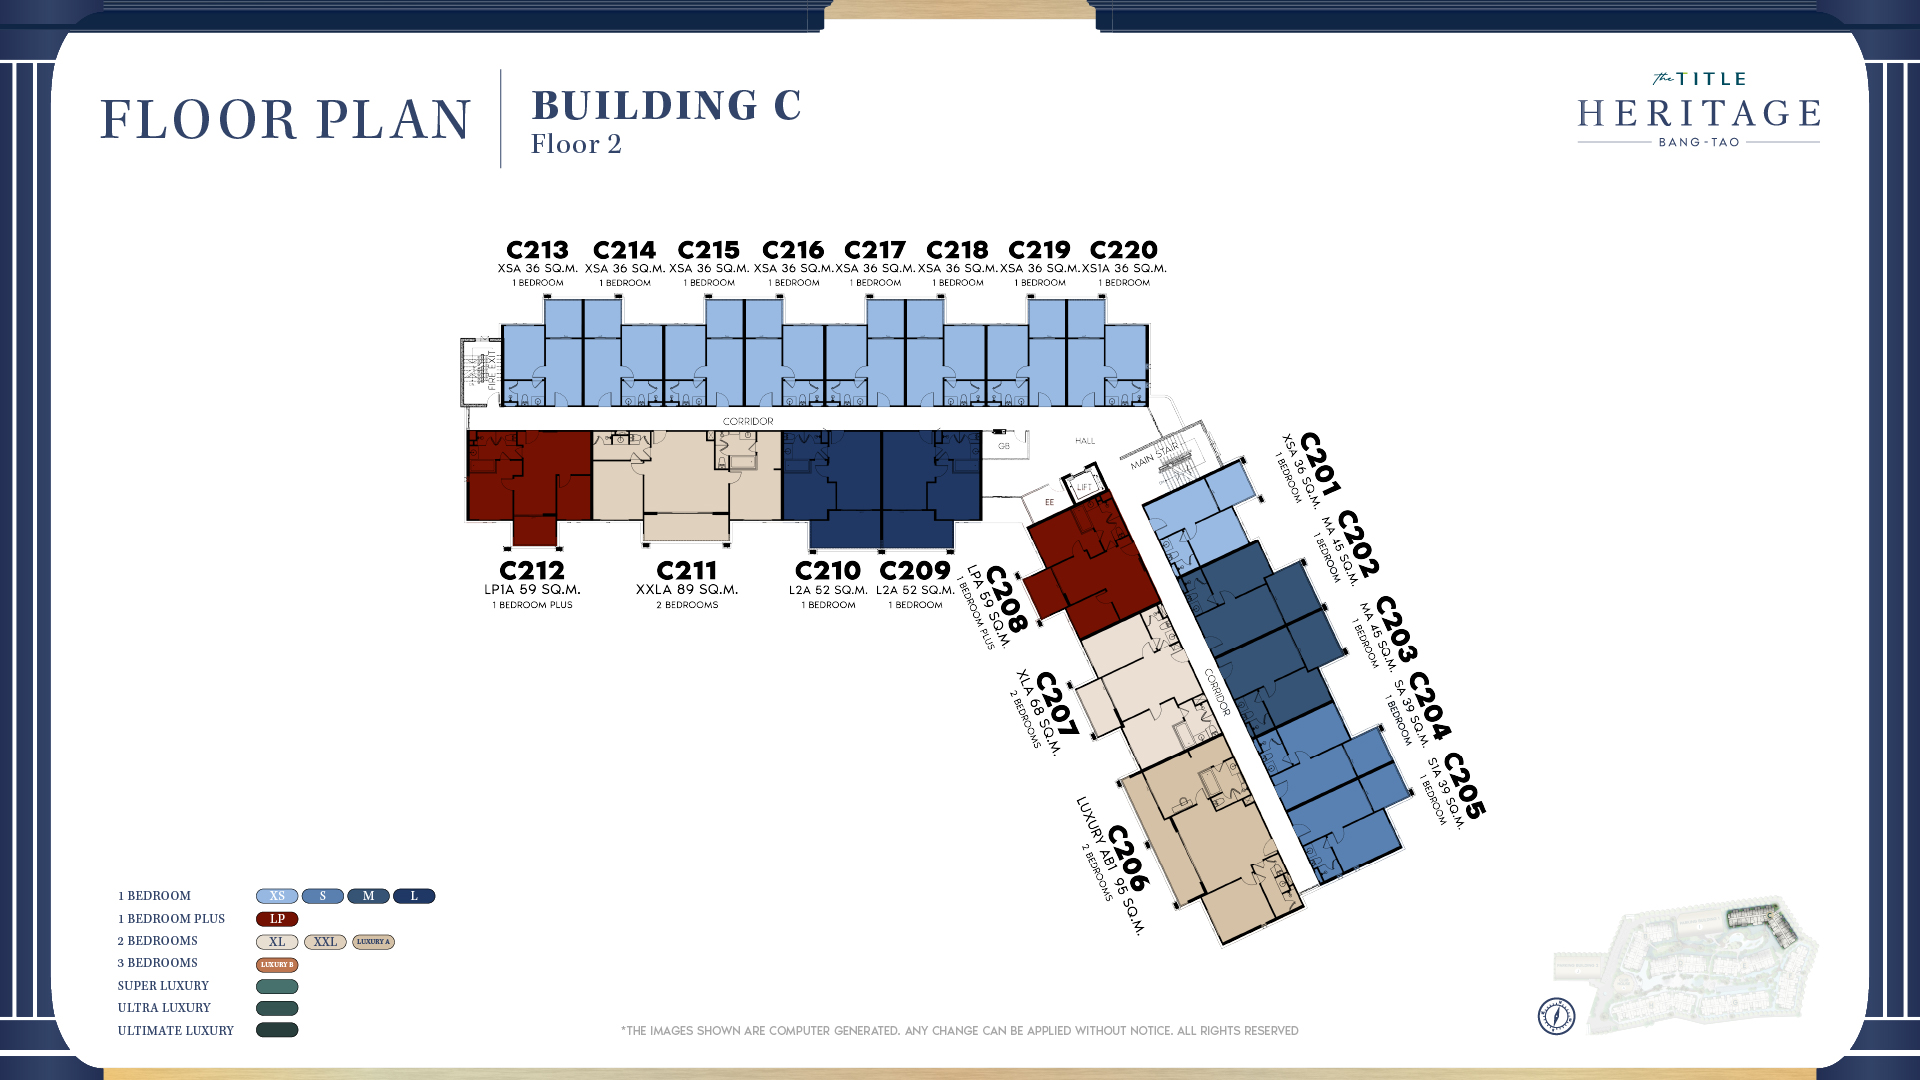 FLOOR PLAN
BUILDING C
Floor 2
the TITLE
HERITAGE
BANG-TAO
C213
XSA 36 SQ.M.
1 BEDROOM
C214
XSA 36 SQ.M.
1 BEDROOM
C215
XSA 36 SQ.M.
1 BEDROOM
C216
XSA 36 SQ.M.
1 BEDROOM
C217
XSA 36 SQ.M.
1 BEDROOM
C218
XSA 36 SQ.M.
1 BEDROOM
C219
XSA 36 SQ.M.
1 BEDROOM
C220
XS1A 36 SQ.M.
1 BEDROOM
FIRE EXIT
CORRIDOR
GB
HALL
MAIN STAIR
LIFT
EE
C212
LP1A 59 SQ.M.
1 BEDROOM PLUS
C211
XXLA 89 SQ.M.
2 BEDROOMS
C210
L2A 52 SQ.M.
1 BEDROOM
C209
L2A 52 SQ.M.
1 BEDROOM
C208
LPA 59 SQ.M.
1 BEDROOM PLUS
C207
XLA 68 SQ.M.
2 BEDROOMS
C206
LUXURY AB1 95 SQ.M.
2 BEDROOMS
CORRIDOR
C201
XSA 36 SQ.M.
1 BEDROOM
C202
MA 45 SQ.M.
1 BEDROOM
C203
MA 45 SQ.M.
1 BEDROOM
C204
SA 39 SQ.M.
1 BEDROOM
C205
S1A 39 SQ.M.
1 BEDROOM
1 BEDROOM XS S M L
1 BEDROOM PLUS LP
2 BEDROOMS XL XXL LUXURY A
3 BEDROOMS LUXURY B
SUPER LUXURY
ULTRA LUXURY
ULTIMATE LUXURY
*THE IMAGES SHOWN ARE COMPUTER GENERATED. ANY CHANGE CAN BE APPLIED WITHOUT NOTICE. ALL RIGHTS RESERVED